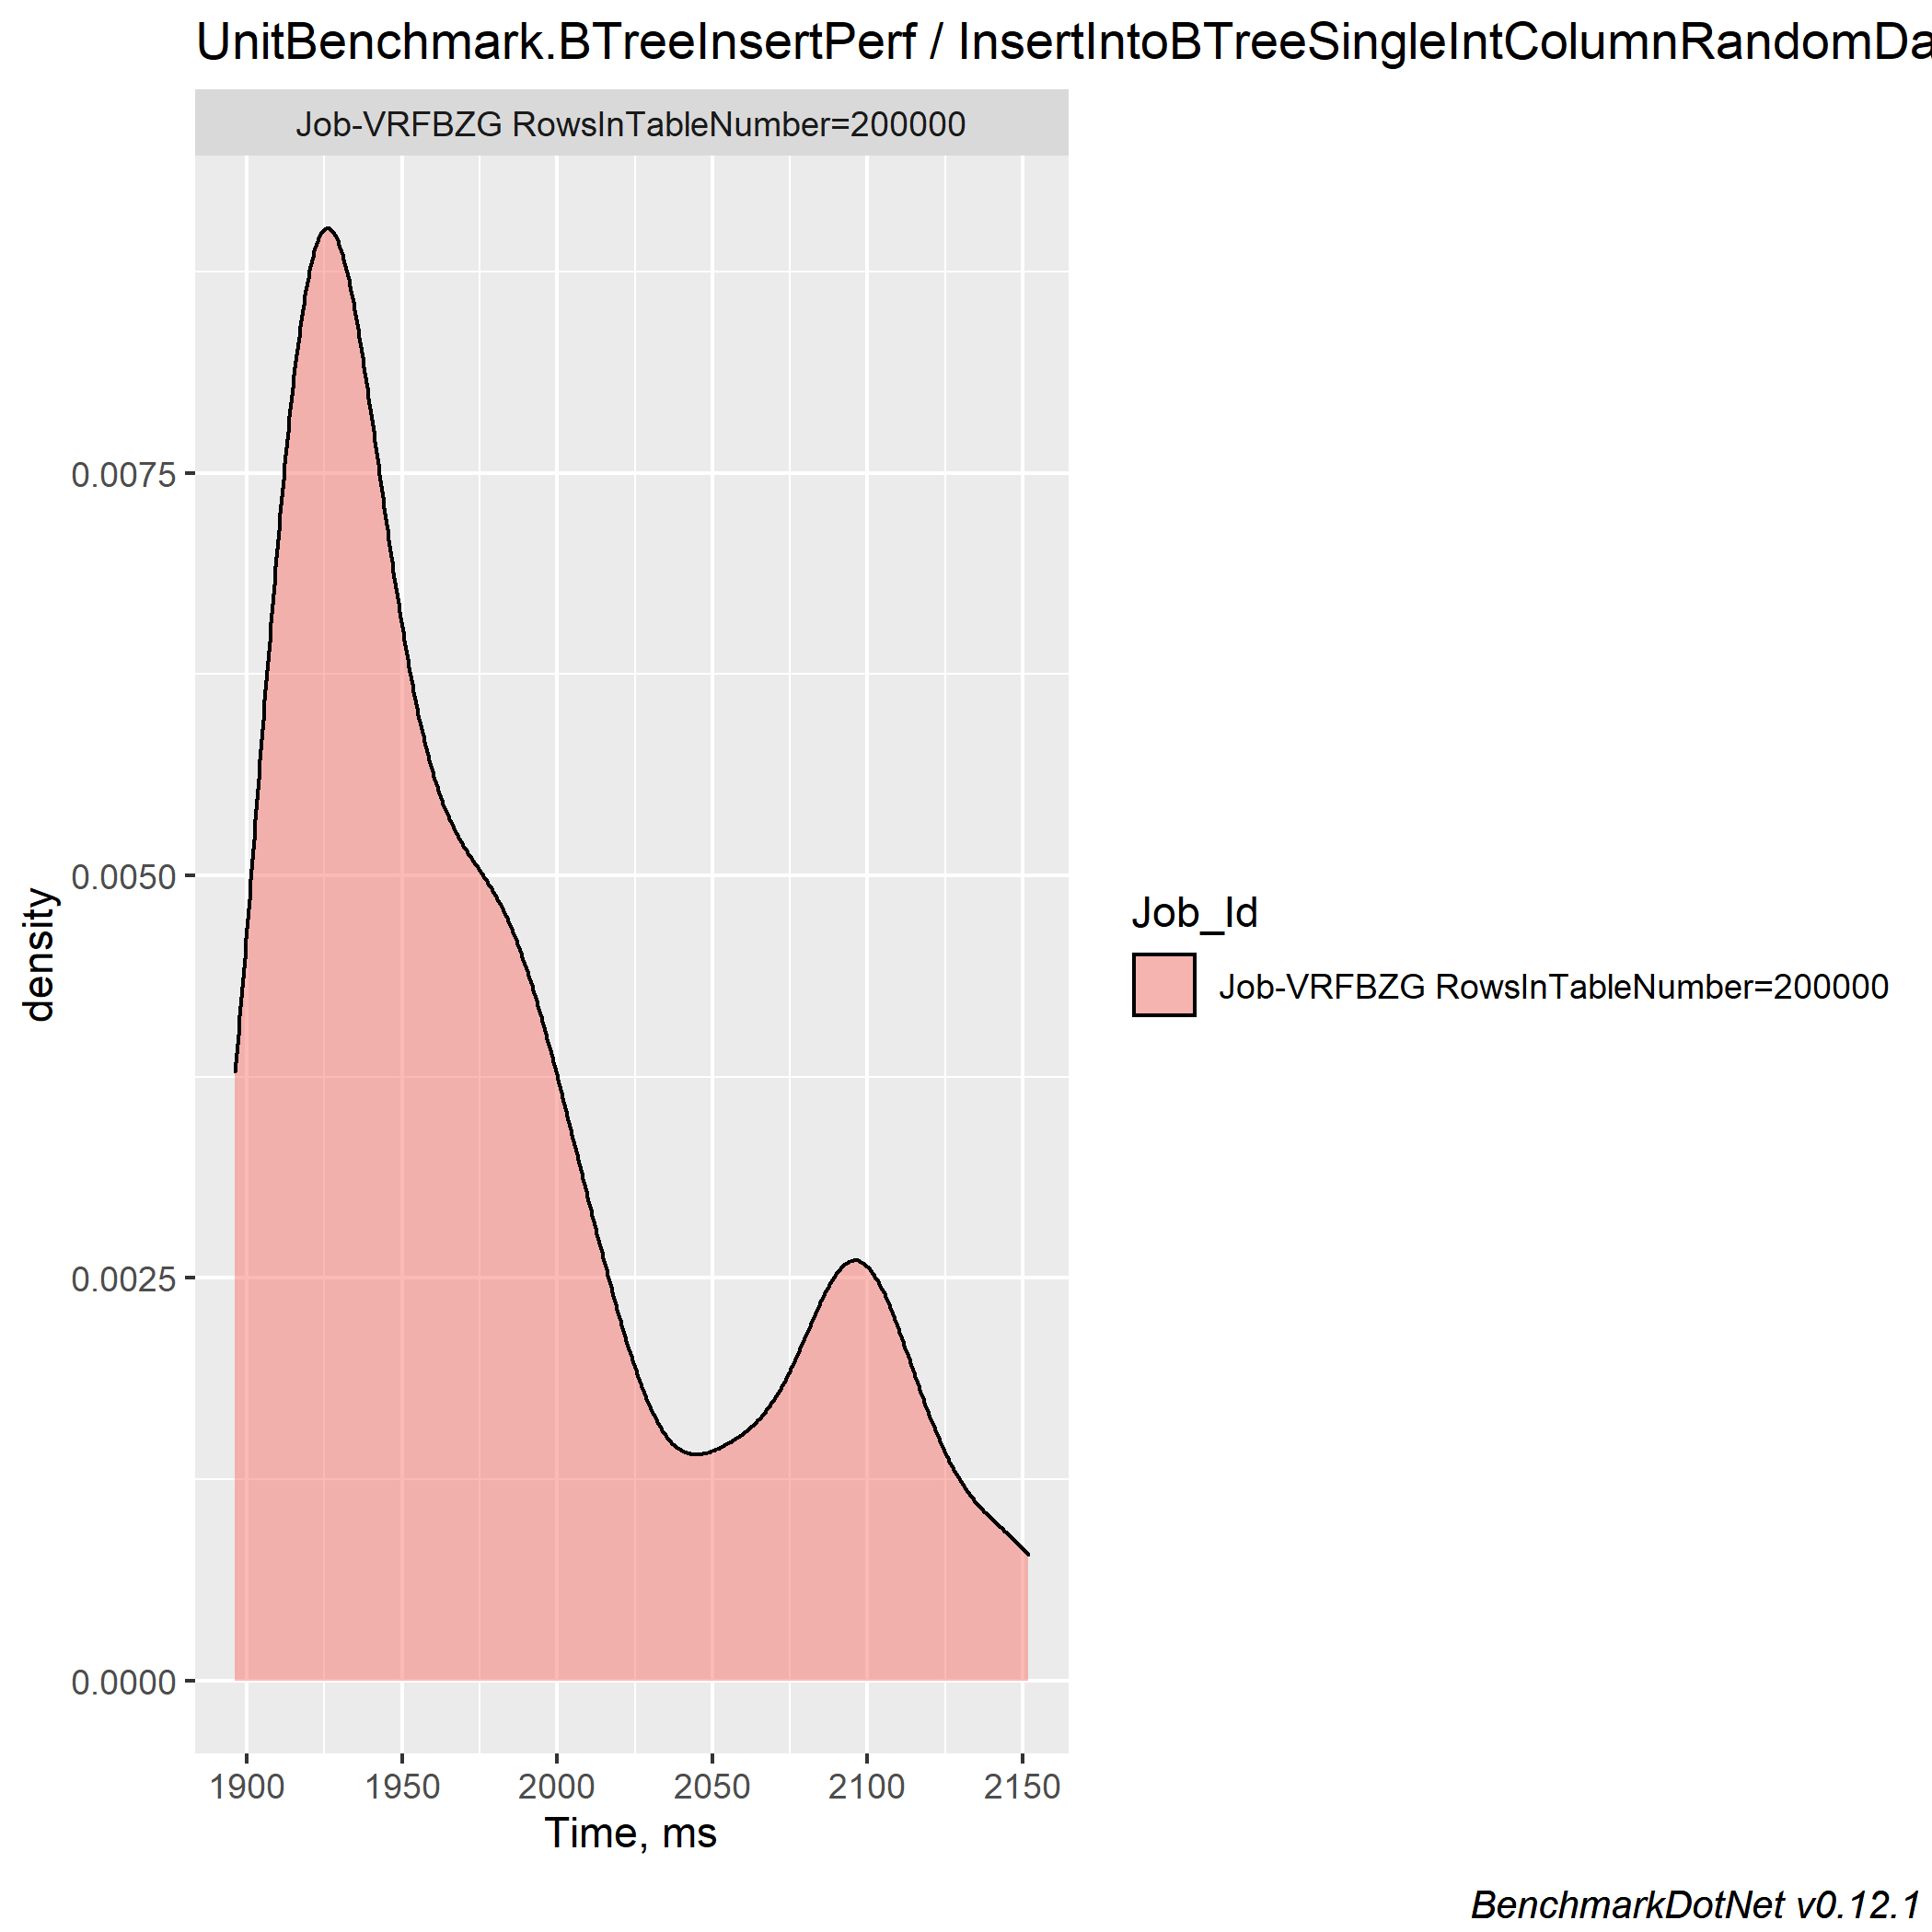 UnitBenchmark.BTreeInsertPerf / InsertIntoBTreeSingleIntColumnRandomDa
Job-VRFBZG RowsInTableNumber=200000
0.0075
0.0050
0.0025
0.0000
density
1900 1950 2000 2050 2100 2150
Time, ms
Job_Id
Job-VRFBZG RowsInTableNumber=200000
BenchmarkDotNet v0.12.1